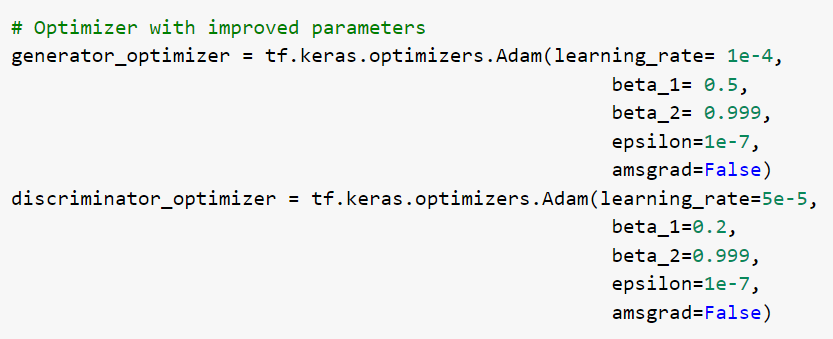 # Optimizer with improved parameters
generator_optimizer = tf.keras.optimizers.Adam(learning_rate= 1e-4,
beta_1= 0.5,
beta_2= 0.999,
epsilon=1e-7,
amsgrad=False)
discriminator_optimizer = tf.keras.optimizers.Adam(learning_rate=5e-5,
beta_1=0.2,
beta_2=0.999,
epsilon=1e-7,
amsgrad=False)